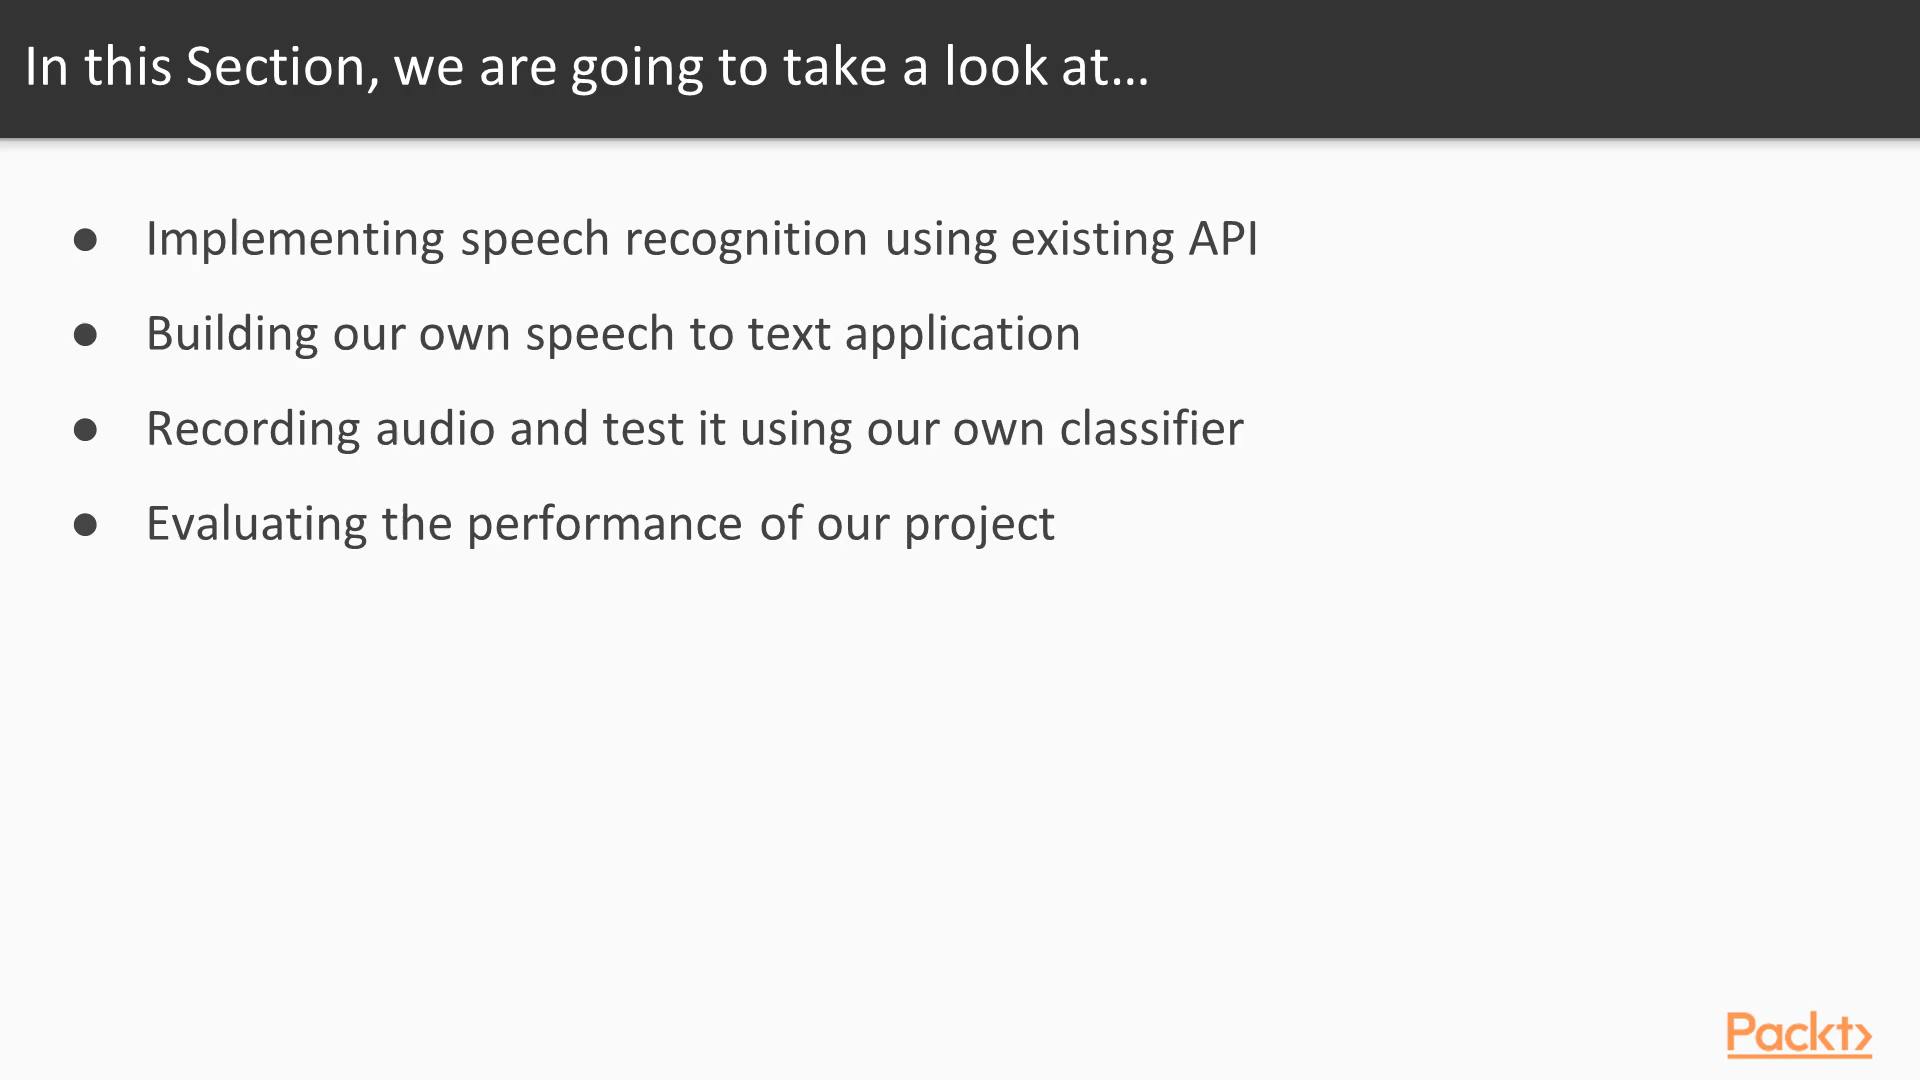 In this Section, we are going to take a look at...
● Implementing speech recognition using existing API
● Building our own speech to text application
● Recording audio and test it using our own classifier
● Evaluating the performance of our project
Packt>